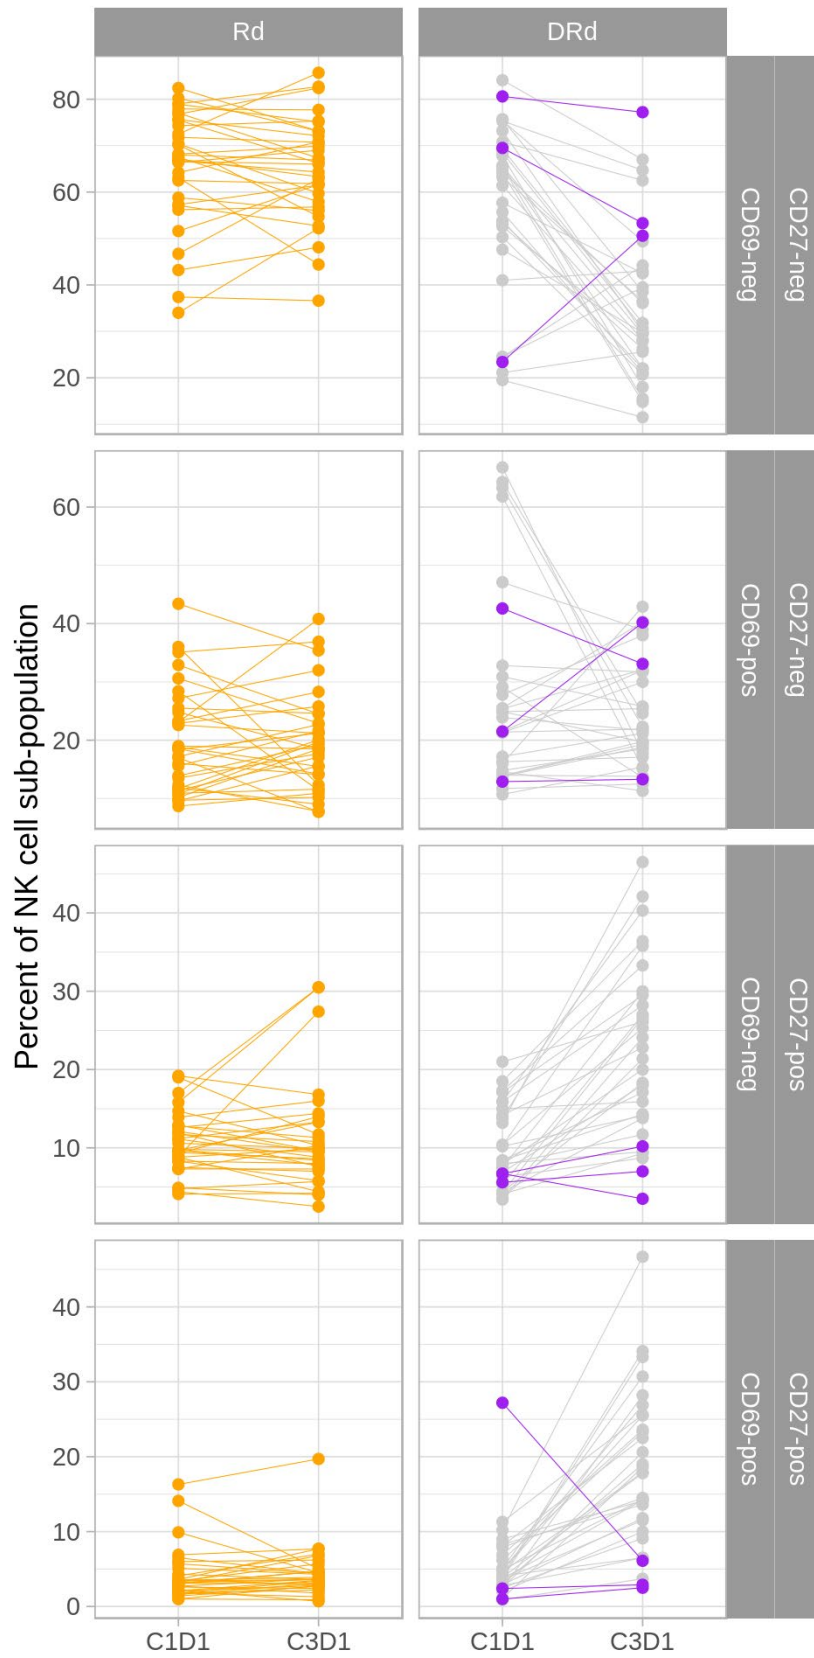 Rd
DRd
80
60
40
20
CD69-neg
CD27-neg
60
40
20
CD69-pos
CD27-neg
Percent of NK cell sub-population
40
30
20
10
CD69-neg
CD27-pos
40
30
20
10
0
CD69-pos
CD27-pos
C1D1
C3D1
C1D1
C3D1